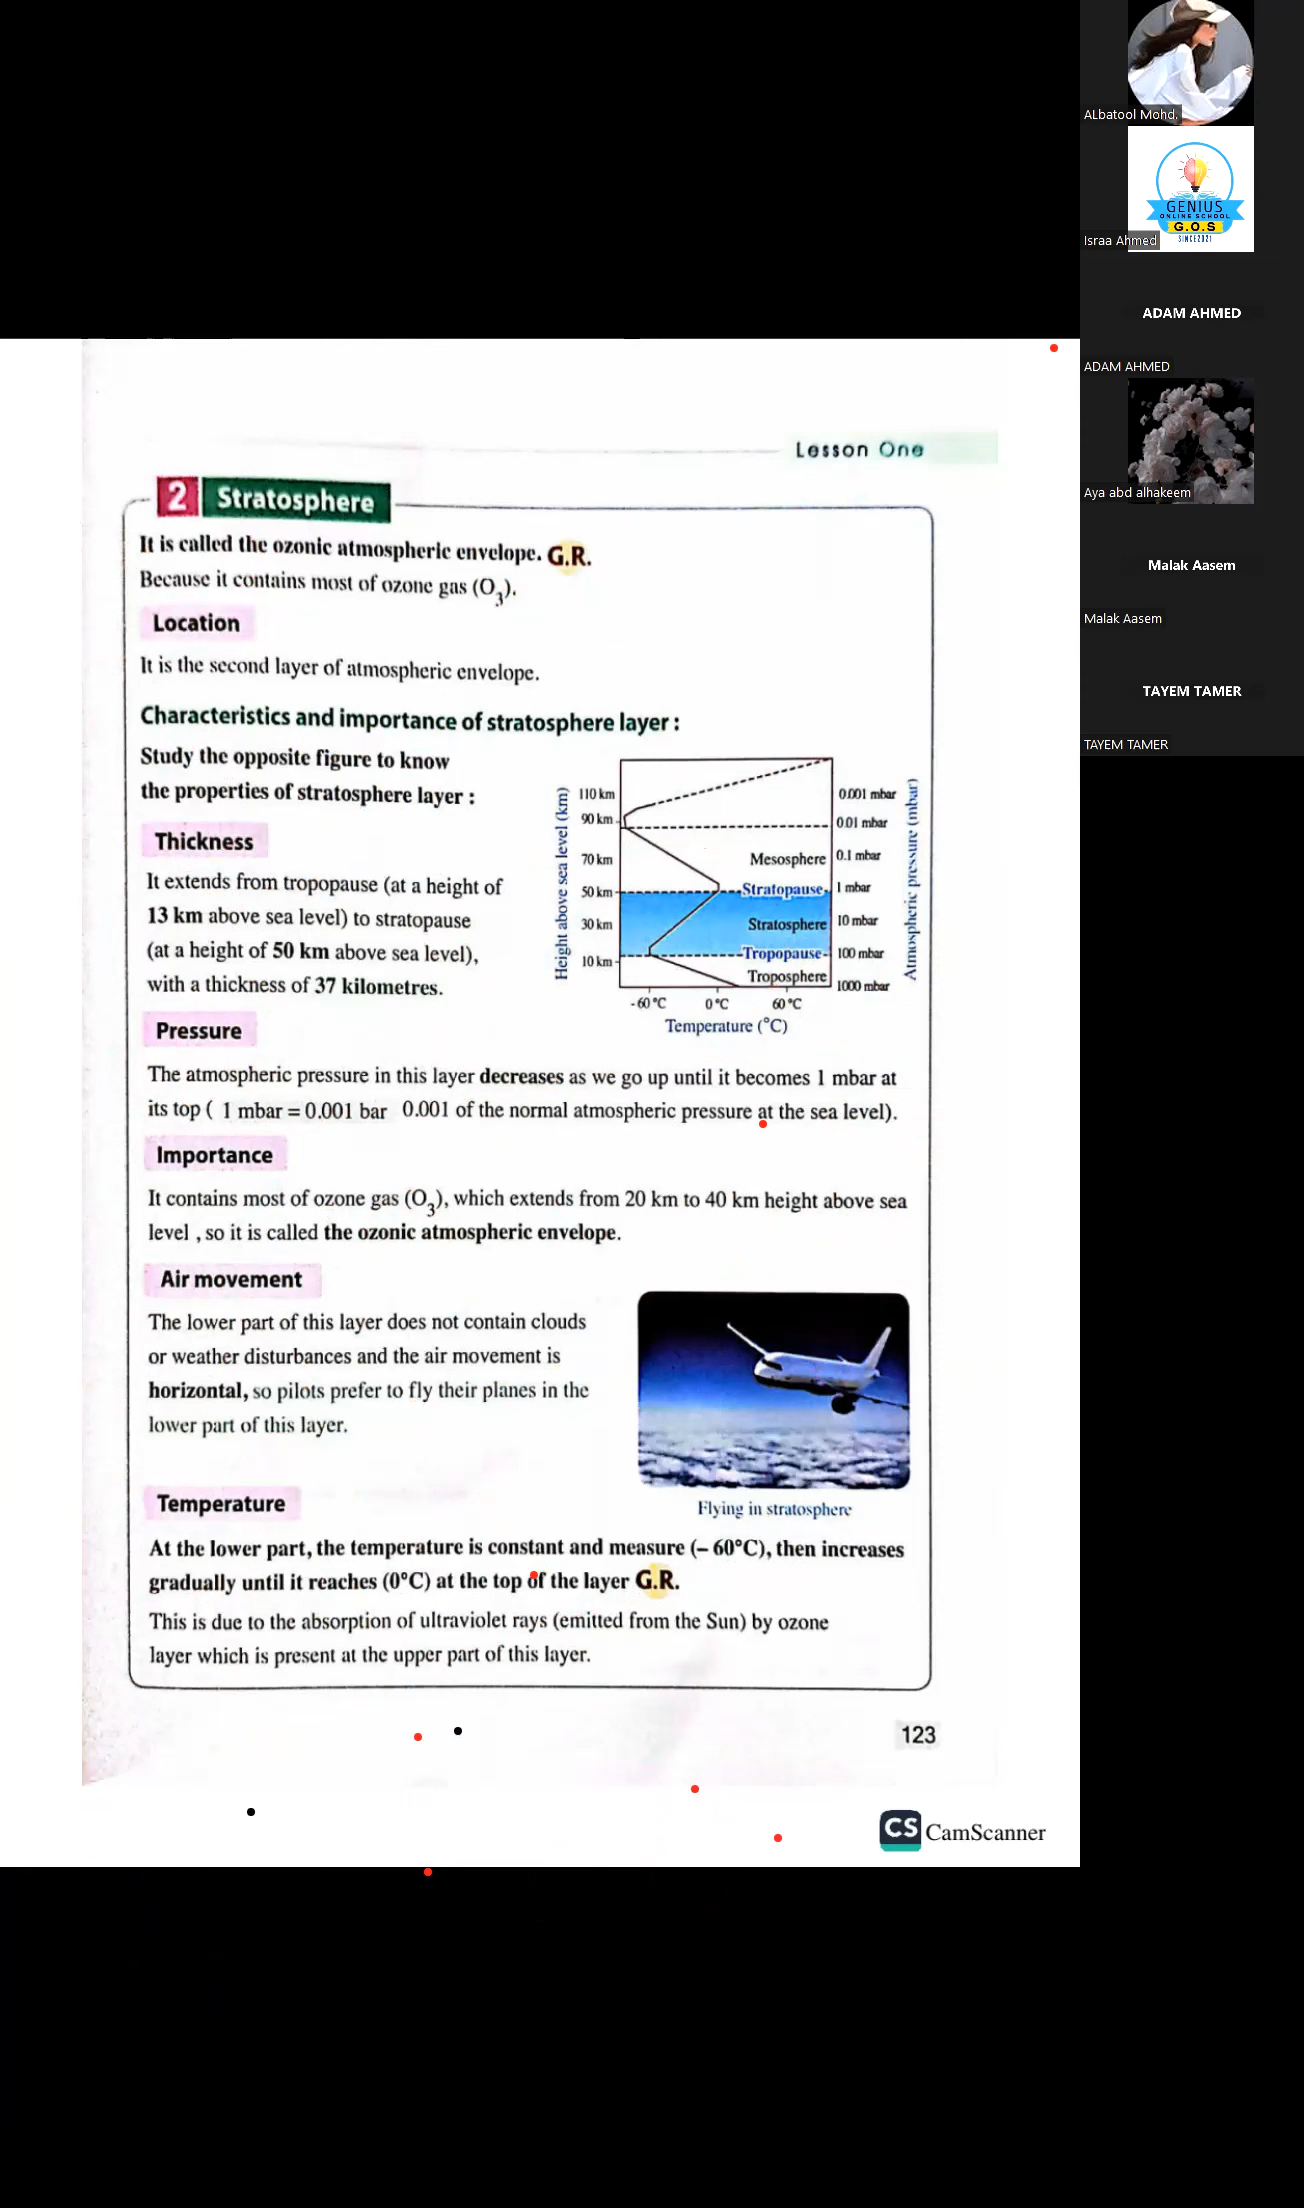 ALbatool Mohd.
GENIUS
ONLINE SCHOOL
G.O.S
SINCE2021
Israa Ahmed
ADAM AHMED
ADAM AHMED
Aya abd alhakeem
Malak Aasem
Malak Aasem
TAYEM TAMER
TAYEM TAMER
Lesson One
2 Stratosphere
It is called the ozonic atmospheric envelope. G.R.
Because it contains most of ozone gas (O₃).
Location
It is the second layer of atmospheric envelope.
Characteristics and importance of stratosphere layer :
Study the opposite figure to know
the properties of stratosphere layer :
Thickness
It extends from tropopause (at a height of
13 km above sea level) to stratopause
(at a height of 50 km above sea level),
with a thickness of 37 kilometres.
Height above sea level (km)
110 km
90 km
70 km
50 km
30 km
10 km
Mesosphere
Stratopause
Stratosphere
Tropopause
Troposphere
0.001 mbar
0.01 mbar
0.1 mbar
1 mbar
10 mbar
100 mbar
1000 mbar
Atmospheric pressure (mbar)
-60°C 0°C 60°C
Temperature (°C)
Pressure
The atmospheric pressure in this layer decreases as we go up until it becomes 1 mbar at
its top ( 1 mbar = 0.001 bar 0.001 of the normal atmospheric pressure at the sea level).
Importance
It contains most of ozone gas (O₃), which extends from 20 km to 40 km height above sea
level , so it is called the ozonic atmospheric envelope.
Air movement
The lower part of this layer does not contain clouds
or weather disturbances and the air movement is
horizontal, so pilots prefer to fly their planes in the
lower part of this layer.
Flying in stratosphere
Temperature
At the lower part, the temperature is constant and measure (– 60°C), then increases
gradually until it reaches (0°C) at the top of the layer G.R.
This is due to the absorption of ultraviolet rays (emitted from the Sun) by ozone
layer which is present at the upper part of this layer.
123
CS CamScanner